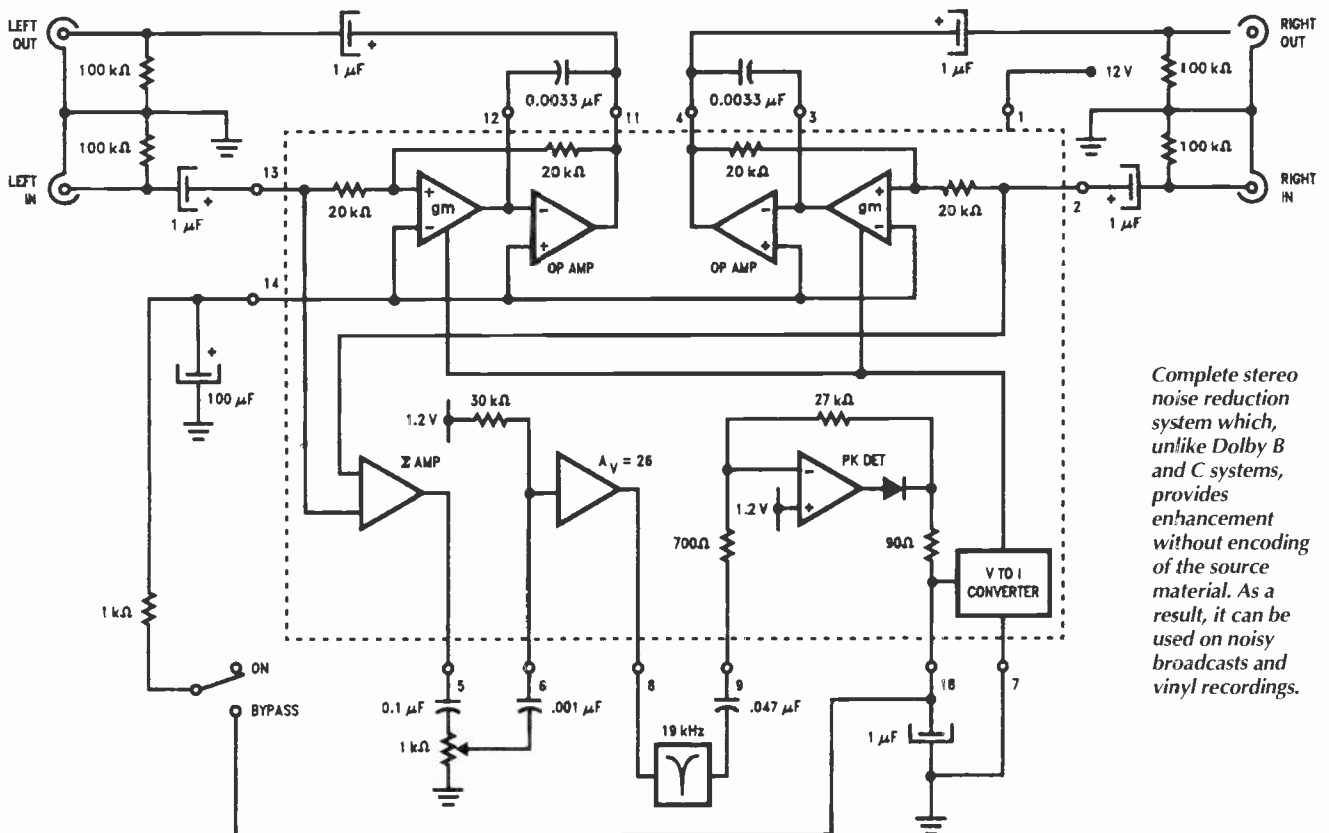 LEFT
OUT
100 kΩ
1 µF
+
0.0033 µF
12
11
0.0033 µF
4
3
1 µF
+
12 V
1
100 kΩ
RIGHT
OUT
LEFT
IN
100 kΩ
1 µF
+
13
20 kΩ
20 kΩ
+
gm
−
−
+
OP AMP
20 kΩ
−
+
OP AMP
+
gm
−
20 kΩ
2
+
1 µF
100 kΩ
RIGHT
IN
14
+
100 µF
1.2 V
30 kΩ
Σ AMP
A V = 26
27 kΩ
PK DET
−
1.2 V
+
700Ω
90Ω
V TO I
CONVERTER
1 kΩ
ON
BYPASS
5
0.1 µF
1 kΩ
6
.001 µF
8
19 kHz
9
.047 µF
18
1 µF
7
Complete stereo
noise reduction
system which,
unlike Dolby B
and C systems,
provides
enhancement
without encoding
of the source
material. As a
result, it can be
used on noisy
broadcasts and
vinyl recordings.